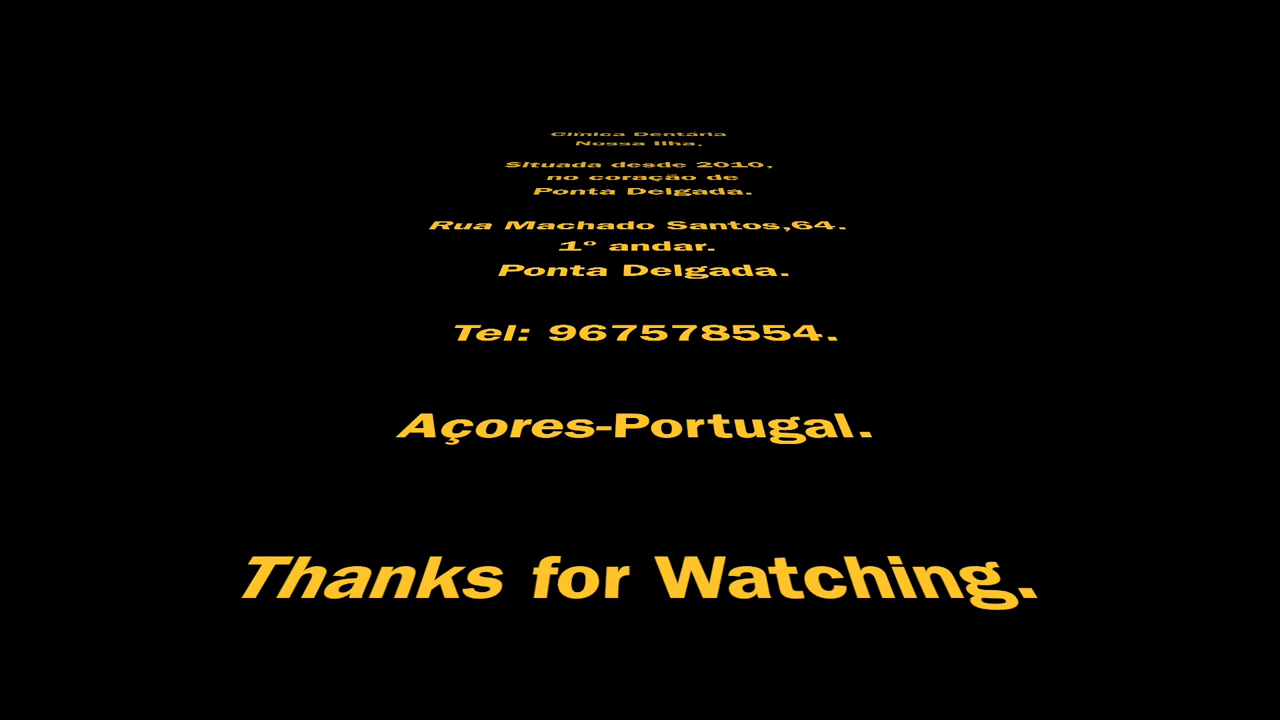 Clínica Dentária
Nossa Ilha,
Situada desde 2010,
no coração de
Ponta Delgada.
Rua Machado Santos,64.
1º andar.
Ponta Delgada.
Tel: 967578554.
Açores-Portugal.
Thanks for Watching.